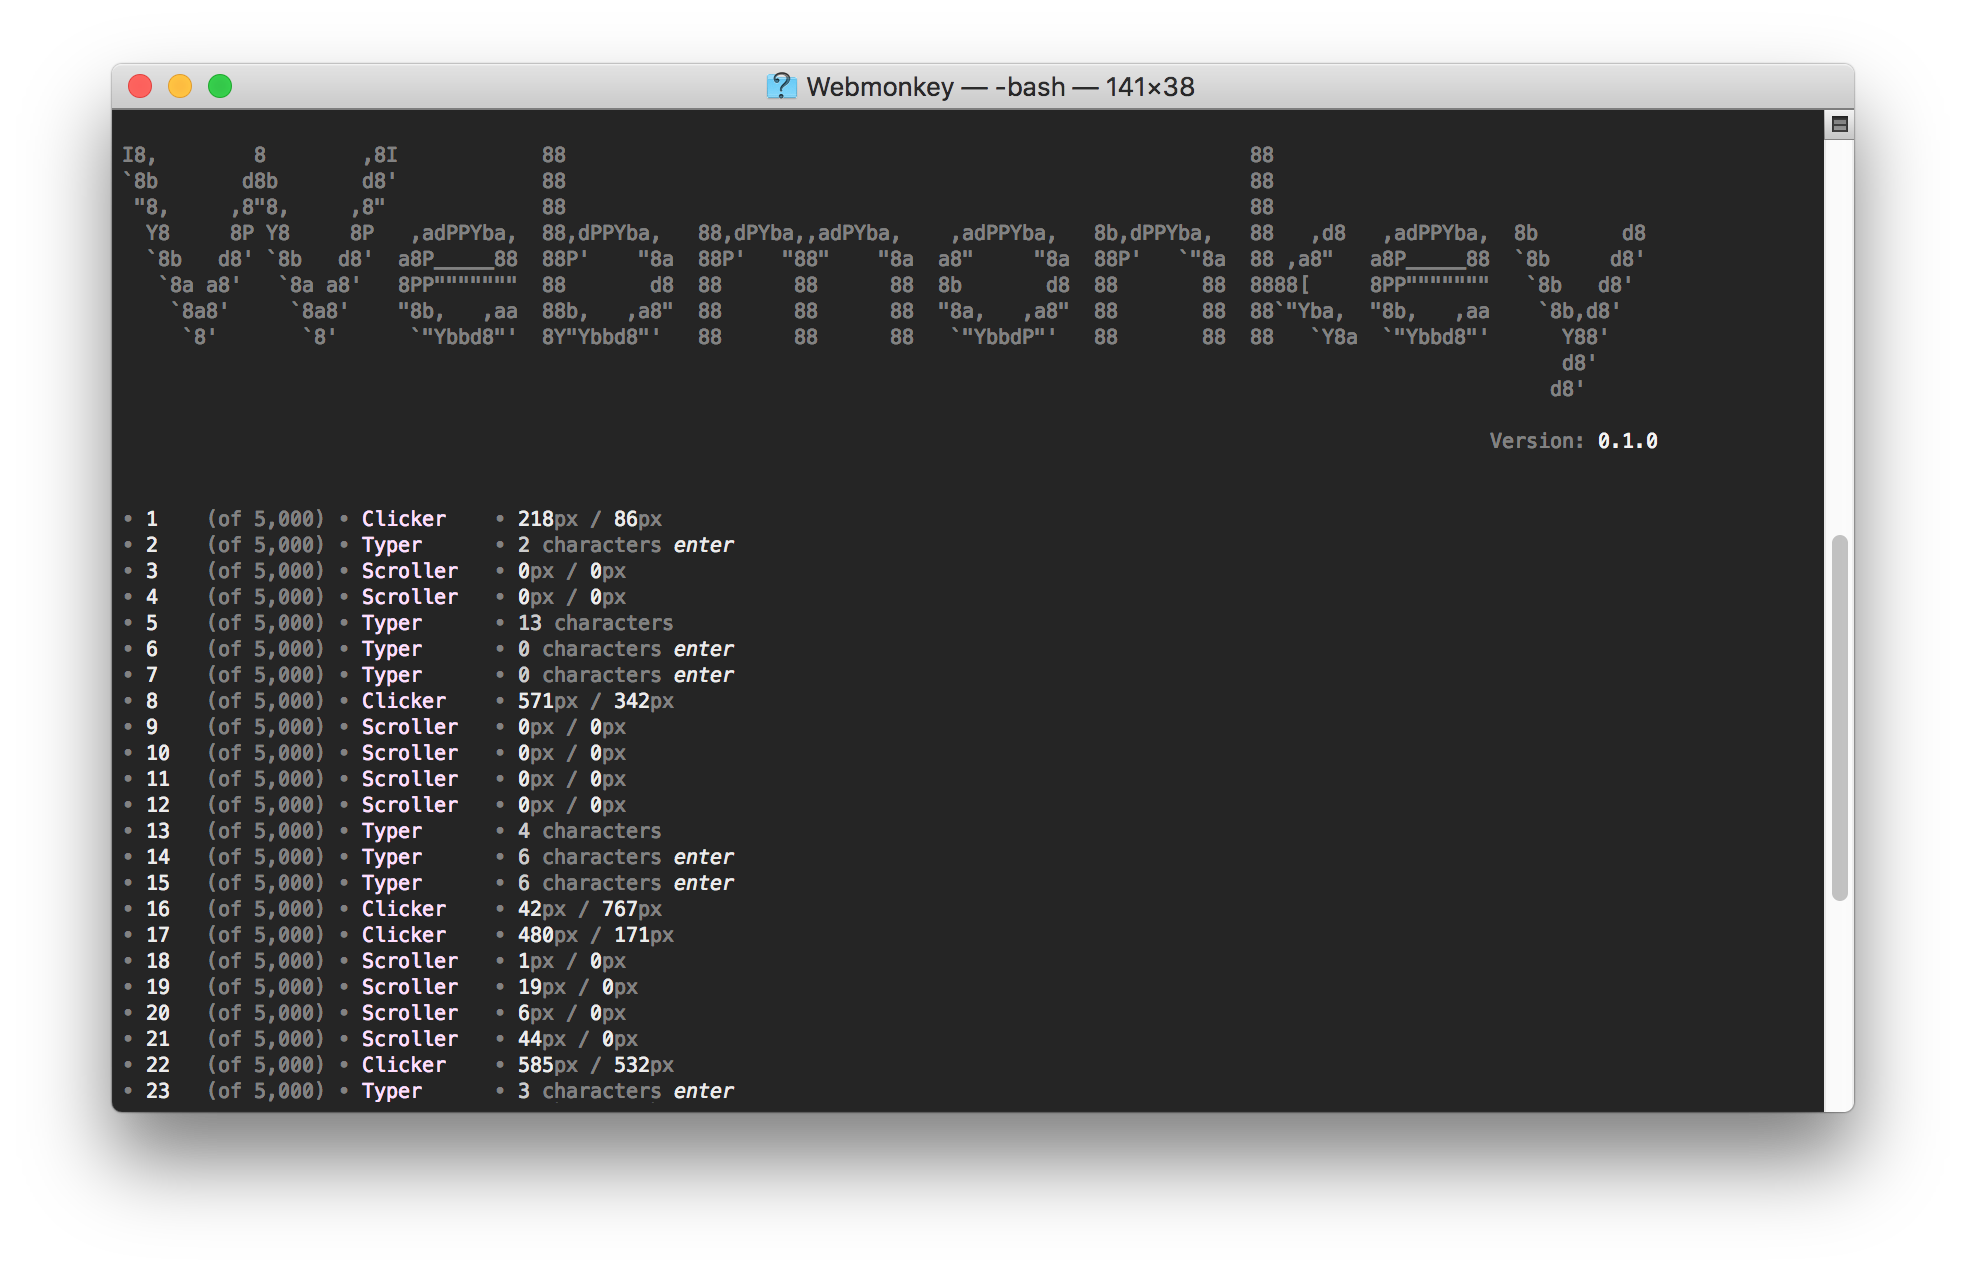 Webmonkey — -bash — 141×38
I8,        8        ,8I            88                                                         88
`8b       d8b       d8'            88                                                         88
 "8,     ,8"8,     ,8"             88                                                         88
  Y8     8P Y8     8P   ,adPPYba,  88,dPPYba,   88,dPYba,,adPYba,    ,adPPYba,   8b,dPPYba,   88   ,d8   ,adPPYba,  8b       d8
  `8b   d8' `8b   d8'  a8P_____88  88P'    "8a  88P'   "88"    "8a  a8"     "8a  88P'   `"8a  88 ,a8"   a8P_____88  `8b     d8'
   `8a a8'   `8a a8'   8PP"""""""  88       d8  88      88      88  8b       d8  88       88  8888[     8PP"""""""   `8b   d8'
    `8a8'     `8a8'    "8b,   ,aa  88b,   ,a8"  88      88      88  "8a,   ,a8"  88       88  88`"Yba,  "8b,   ,aa    `8b,d8'
     `8'       `8'      `"Ybbd8"'  8Y"Ybbd8"'   88      88      88   `"YbbdP"'   88       88  88   `Y8a  `"Ybbd8"'      Y88'
                                                                                                                        d8'
                                                                                                                       d8'
Version: 0.1.0
• 1    (of 5,000) • Clicker    • 218px / 86px
• 2    (of 5,000) • Typer      • 2 characters enter
• 3    (of 5,000) • Scroller   • 0px / 0px
• 4    (of 5,000) • Scroller   • 0px / 0px
• 5    (of 5,000) • Typer      • 13 characters
• 6    (of 5,000) • Typer      • 0 characters enter
• 7    (of 5,000) • Typer      • 0 characters enter
• 8    (of 5,000) • Clicker    • 571px / 342px
• 9    (of 5,000) • Scroller   • 0px / 0px
• 10   (of 5,000) • Scroller   • 0px / 0px
• 11   (of 5,000) • Scroller   • 0px / 0px
• 12   (of 5,000) • Scroller   • 0px / 0px
• 13   (of 5,000) • Typer      • 4 characters
• 14   (of 5,000) • Typer      • 6 characters enter
• 15   (of 5,000) • Typer      • 6 characters enter
• 16   (of 5,000) • Clicker    • 42px / 767px
• 17   (of 5,000) • Clicker    • 480px / 171px
• 18   (of 5,000) • Scroller   • 1px / 0px
• 19   (of 5,000) • Scroller   • 19px / 0px
• 20   (of 5,000) • Scroller   • 6px / 0px
• 21   (of 5,000) • Scroller   • 44px / 0px
• 22   (of 5,000) • Clicker    • 585px / 532px
• 23   (of 5,000) • Typer      • 3 characters enter